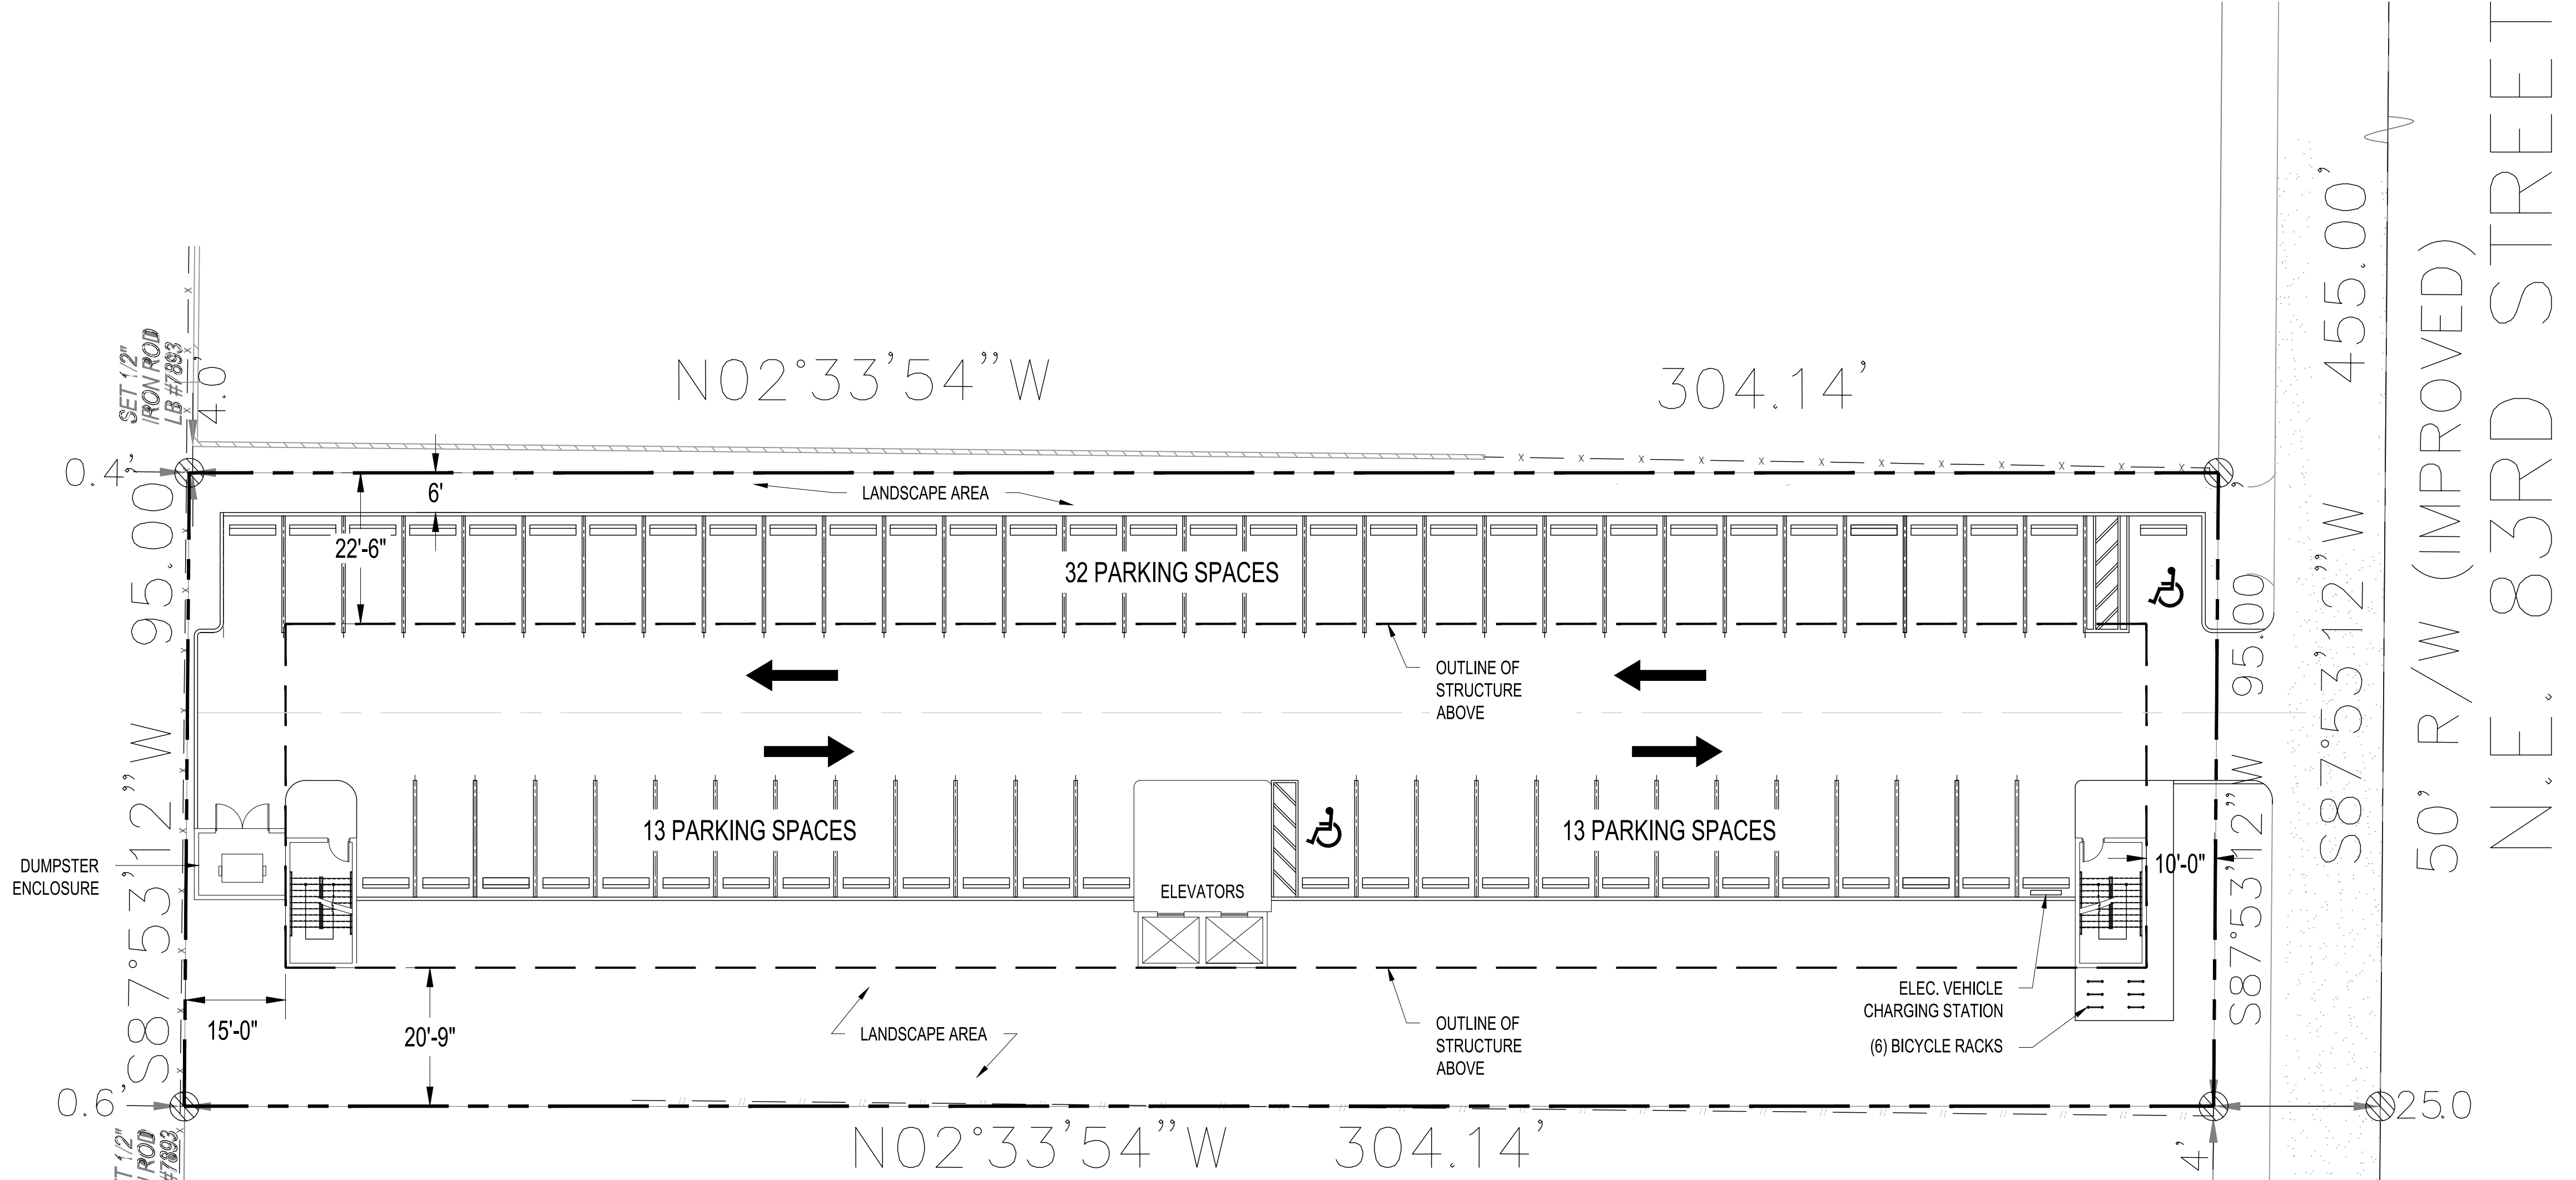 N.E. 83RD STREET
50' R/W (IMPROVED)
S87°53'12"W 455.00'
N02°33'54"W 304.14'
SET 1/2"
IRON ROD
LB #7893
4.0'
0.4'
S87°53'12"W 95.00'
6'
LANDSCAPE AREA
22'-6"
32 PARKING SPACES
OUTLINE OF
STRUCTURE
ABOVE
S87°53'12"W 95.00'
13 PARKING SPACES
13 PARKING SPACES
10'-0"
DUMPSTER
ENCLOSURE
ELEVATORS
ELEC. VEHICLE
CHARGING STATION
(6) BICYCLE RACKS
15'-0"
20'-9"
LANDSCAPE AREA
OUTLINE OF
STRUCTURE
ABOVE
0.6'
25.0
N02°33'54"W 304.14'
T 1/2"
ROD
#7893
4'